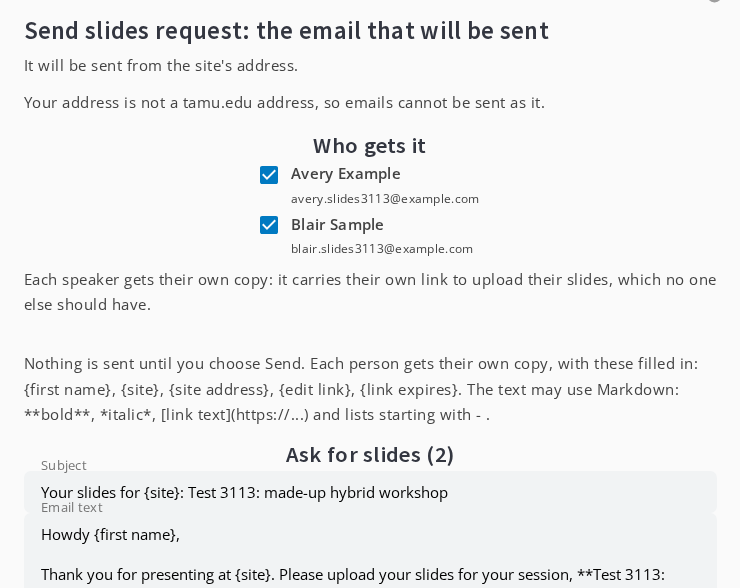 Send slides request: the email that will be sent
It will be sent from the site's address.
Your address is not a tamu.edu address, so emails cannot be sent as it.
Who gets it
Avery Example
avery.slides3113@example.com
Blair Sample
blair.slides3113@example.com
Each speaker gets their own copy: it carries their own link to upload their slides, which no one
else should have.
Nothing is sent until you choose Send. Each person gets their own copy, with these filled in:
{first name}, {site}, {site address}, {edit link}, {link expires}. The text may use Markdown:
**bold**, *italic*, [link text](https://...) and lists starting with - .
Ask for slides (2)
Subject
Your slides for {site}: Test 3113: made-up hybrid workshop
Email text
Howdy {first name},
Thank you for presenting at {site}. Please upload your slides for your session, **Test 3113: